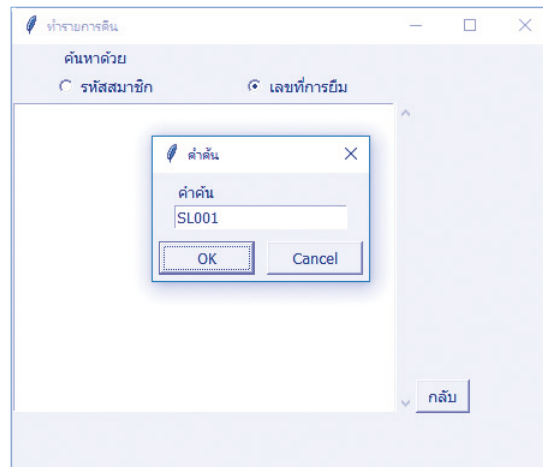 ทำรายการคืน
ค้นหาด้วย
รหัสสมาชิก เลขที่การยืม
คำค้น
คำค้น
SL001
OK Cancel
กลับ